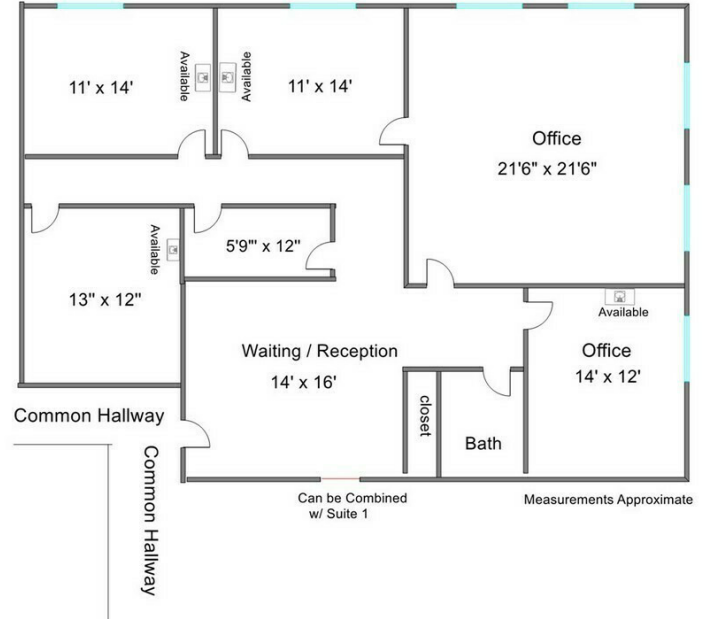 11' x 14'
Available
Available
11' x 14'
Office
21'6" x 21'6"
Available
13" x 12"
5'9"' x 12"
Available
Office
14' x 12'
Waiting / Reception
14' x 16'
closet
Bath
Common Hallway
Common Hallway
Can be Combined
w/ Suite 1
Measurements Approximate